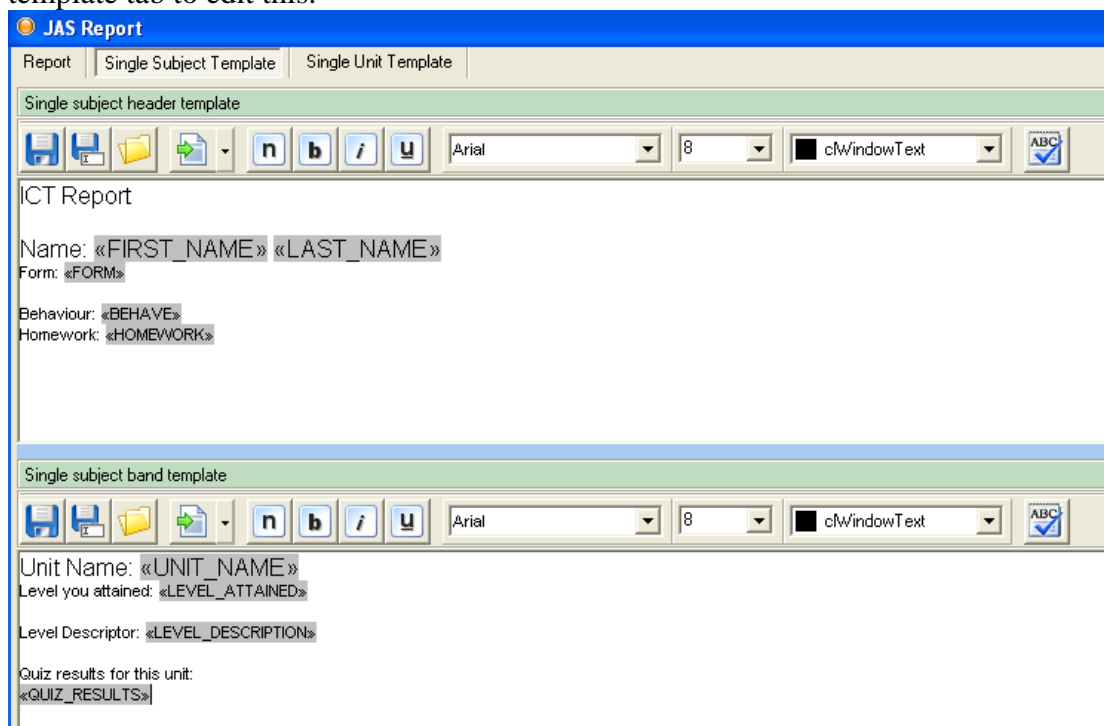 template tab to edit this.
JAS Report
Report Single Subject Template Single Unit Template
Single subject header template
n b i u Arial 8 clWindowText ABC
ICT Report
Name: «FIRST_NAME» «LAST_NAME»
Form: «FORM»
Behaviour: «BEHAVE»
Homework: «HOMEWORK»
Single subject band template
n b i u Arial 8 clWindowText ABC
Unit Name: «UNIT_NAME»
Level you attained: «LEVEL_ATTAINED»
Level Descriptor: «LEVEL_DESCRIPTION»
Quiz results for this unit:
«QUIZ_RESULTS»